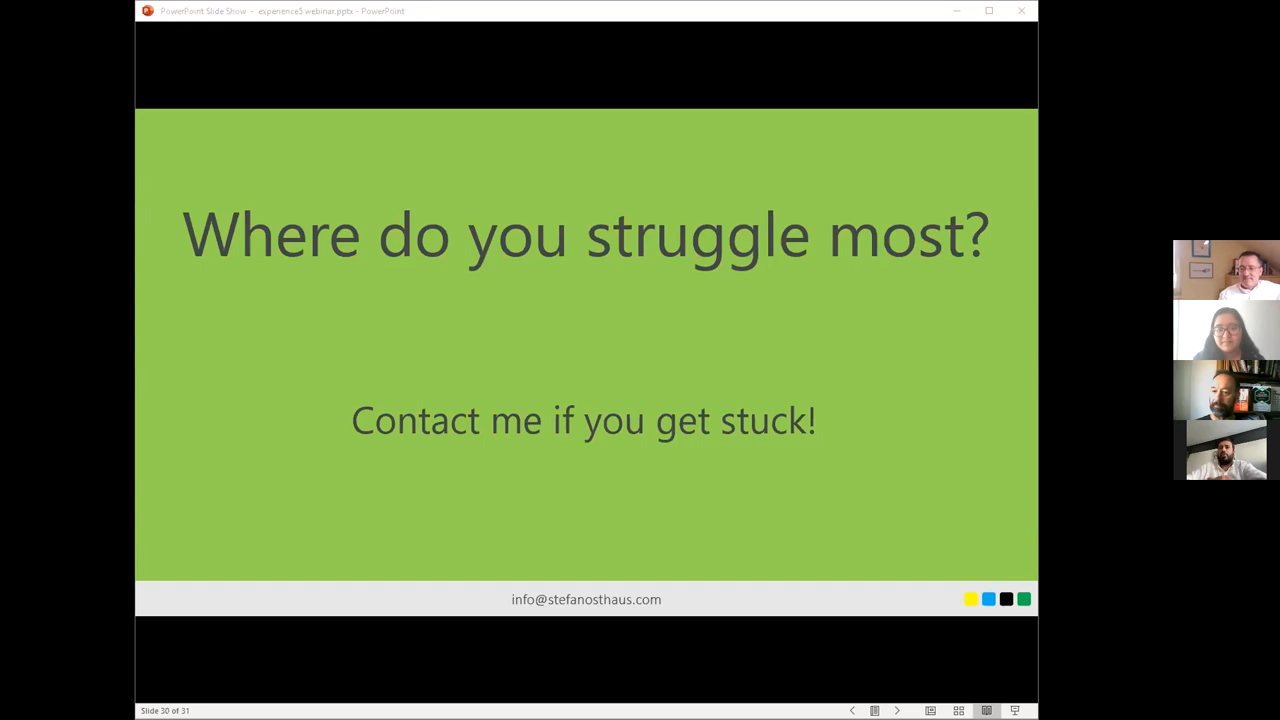 PowerPoint Slide Show - experience5 webinar.pptx - PowerPoint
Where do you struggle most?
Contact me if you get stuck!
info@stefanosthaus.com
Slide 30 of 31